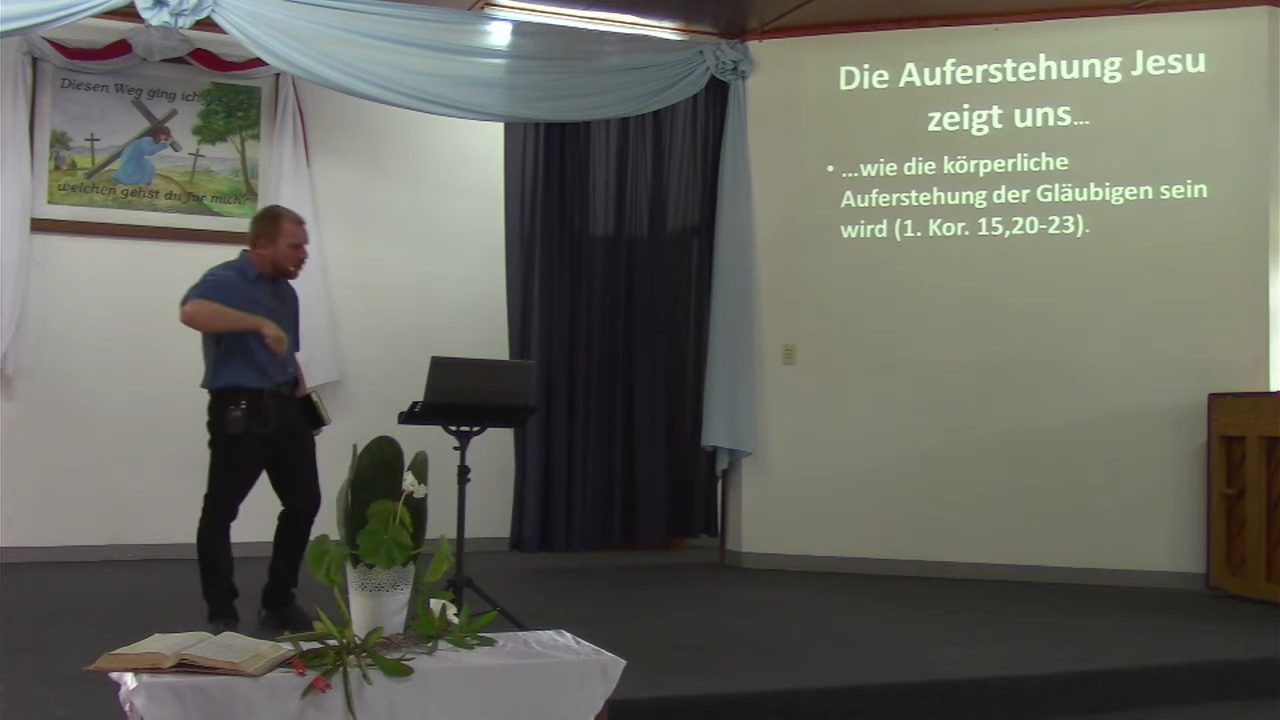 Diesen Weg ging ich
welchen gehst du für mich?
Die Auferstehung Jesu
zeigt uns...
• ...wie die körperliche
Auferstehung der Gläubigen sein
wird (1. Kor. 15,20-23).